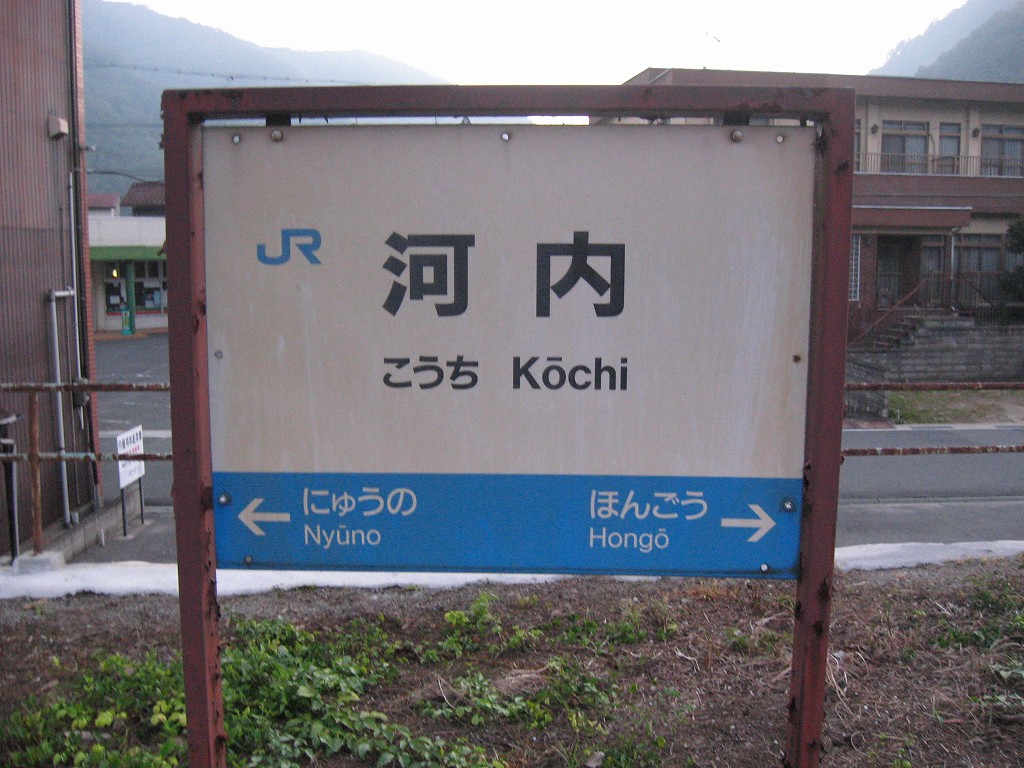 JR 河内
こうち Kōchi
← にゅうの ほんごう →
Nyūno Hongō